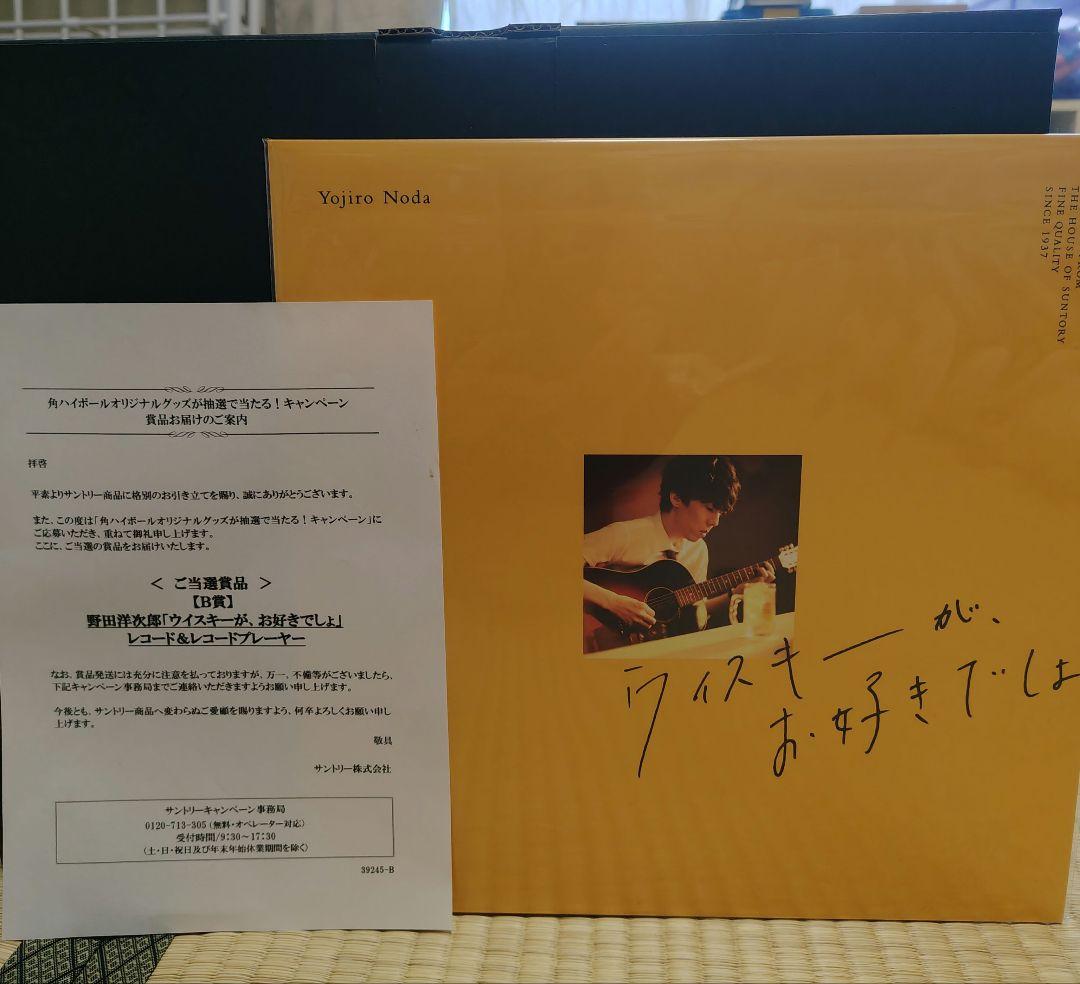 Yojiro Noda
THE HOUSE OF SUNTORY
FINE QUALITY
SINCE 1937
ウイスキーが、
お好きでしょ
角ハイボールオリジナルグッズが抽選で当たる！キャンペーン
賞品お届けのご案内
拝啓
平素よりサントリー商品に格別のお引き立てを賜り、誠にありがとうございます。
また、この度は「角ハイボールオリジナルグッズが抽選で当たる！キャンペーン」に
ご応募いただき、重ねて御礼申し上げます。
ここに、ご当選の賞品をお届けいたします。
＜ ご当選賞品 ＞
【B賞】
野田洋次郎「ウイスキーが、お好きでしょ」
レコード＆レコードプレーヤー
なお、賞品発送には充分に注意を払っておりますが、万一、不備等がございましたら、
下記キャンペーン事務局までご連絡いただきますようお願い申し上げます。
今後とも、サントリー商品へ変わらぬご愛顧を賜りますよう、何卒よろしくお願い申し
上げます。
敬具
サントリー株式会社
サントリーキャンペーン事務局
0120-713-305（無料・オペレーター対応）
受付時間/9:30～17:30
（土・日・祝日及び年末年始休業期間を除く）
39245-B